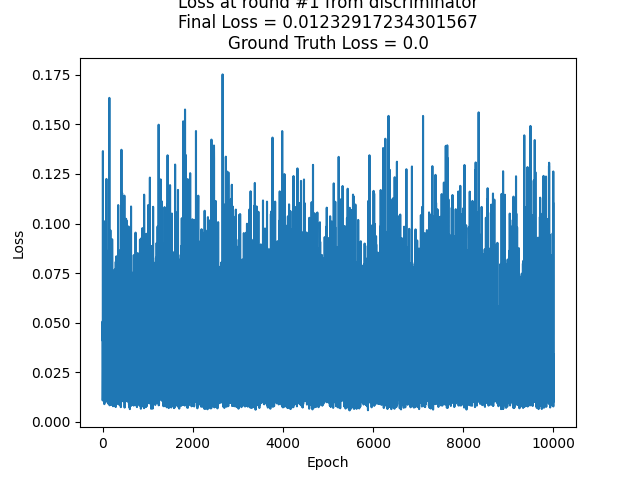 Loss at round #1 from discriminator
Final Loss = 0.01232917234301567
Ground Truth Loss = 0.0
0.175
0.150
0.125
0.100
0.075
0.050
0.025
0.000
Loss
0 2000 4000 6000 8000 10000
Epoch